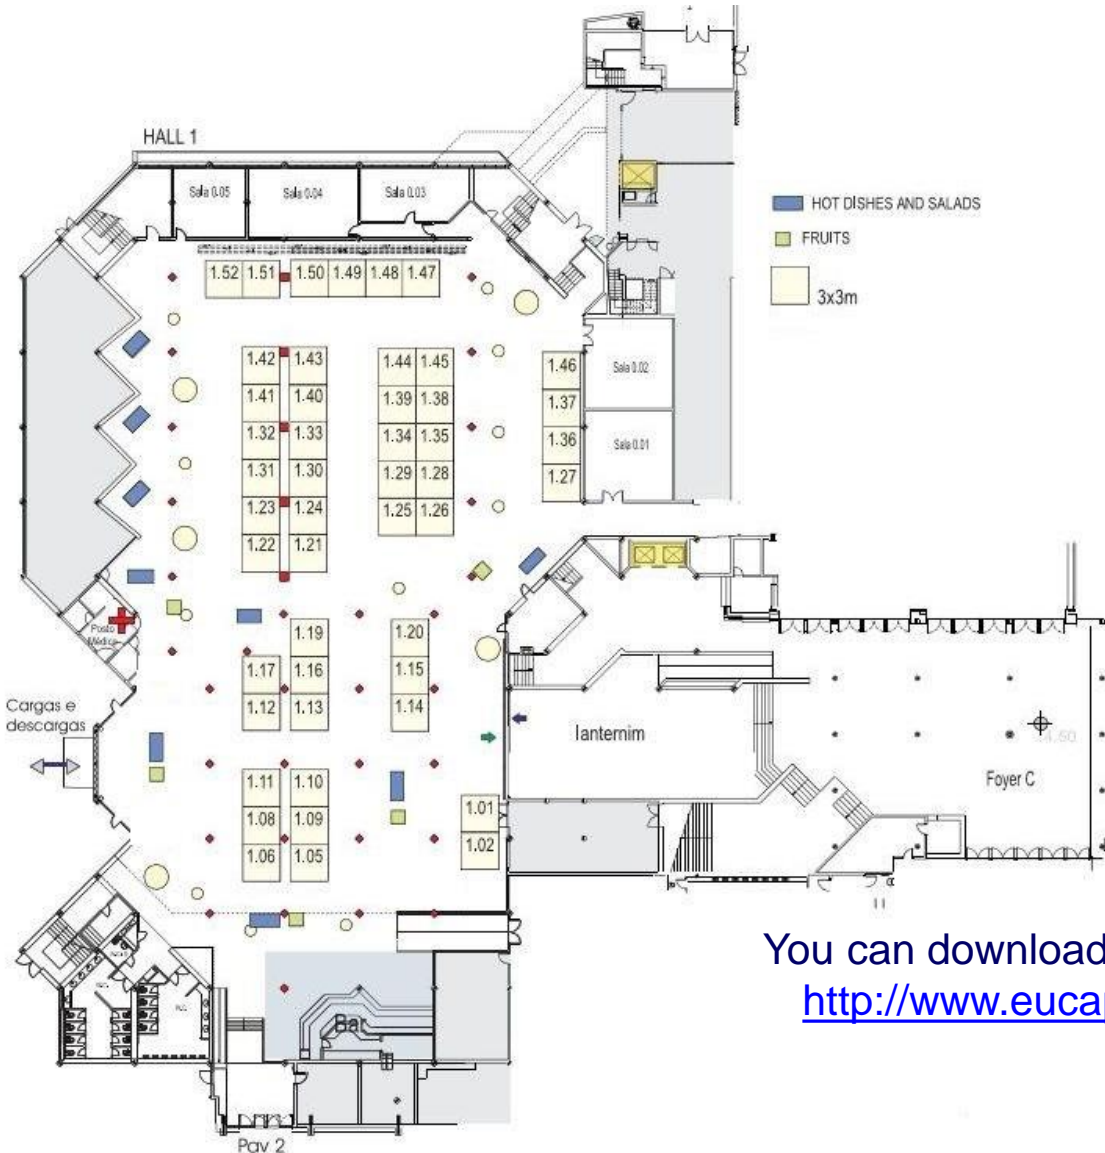 HALL 1
Sala 0.05
Sala 0.04
Sala 0.03
HOT DISHES AND SALADS
FRUITS
3x3m
1.52 1.51 1.50 1.49 1.48 1.47
1.42 1.43 1.44 1.45 1.46
Sala 0.02
1.41 1.40 1.39 1.38 1.37
1.32 1.33 1.34 1.35 1.36
Sala 0.01
1.31 1.30 1.29 1.28 1.27
1.23 1.24 1.25 1.26
1.22 1.21
Posto
Médico
1.19 1.20
1.17 1.16 1.15
1.12 1.13 1.14
Cargas e
descargas
lanternim
4.50
Foyer C
1.11 1.10
1.08 1.09 1.01
1.06 1.05 1.02
You can download
http://www.euca
Bar
Pav 2